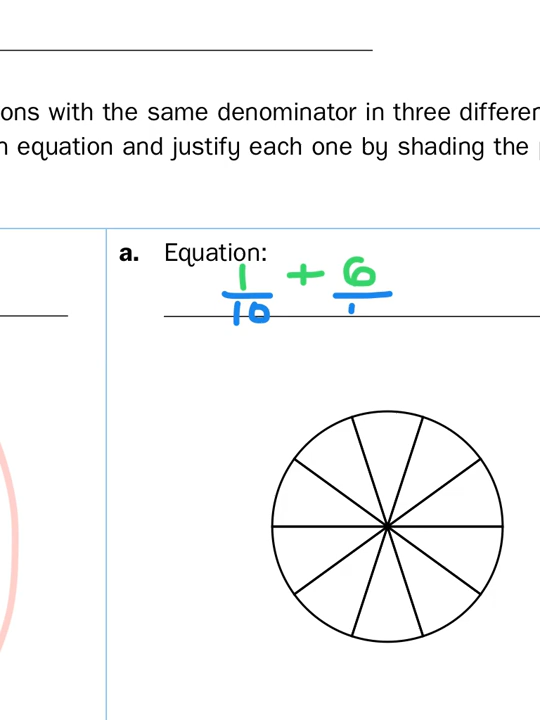 ons with the same denominator in three differen
n equation and justify each one by shading the
a. Equation:
1 + 6
10